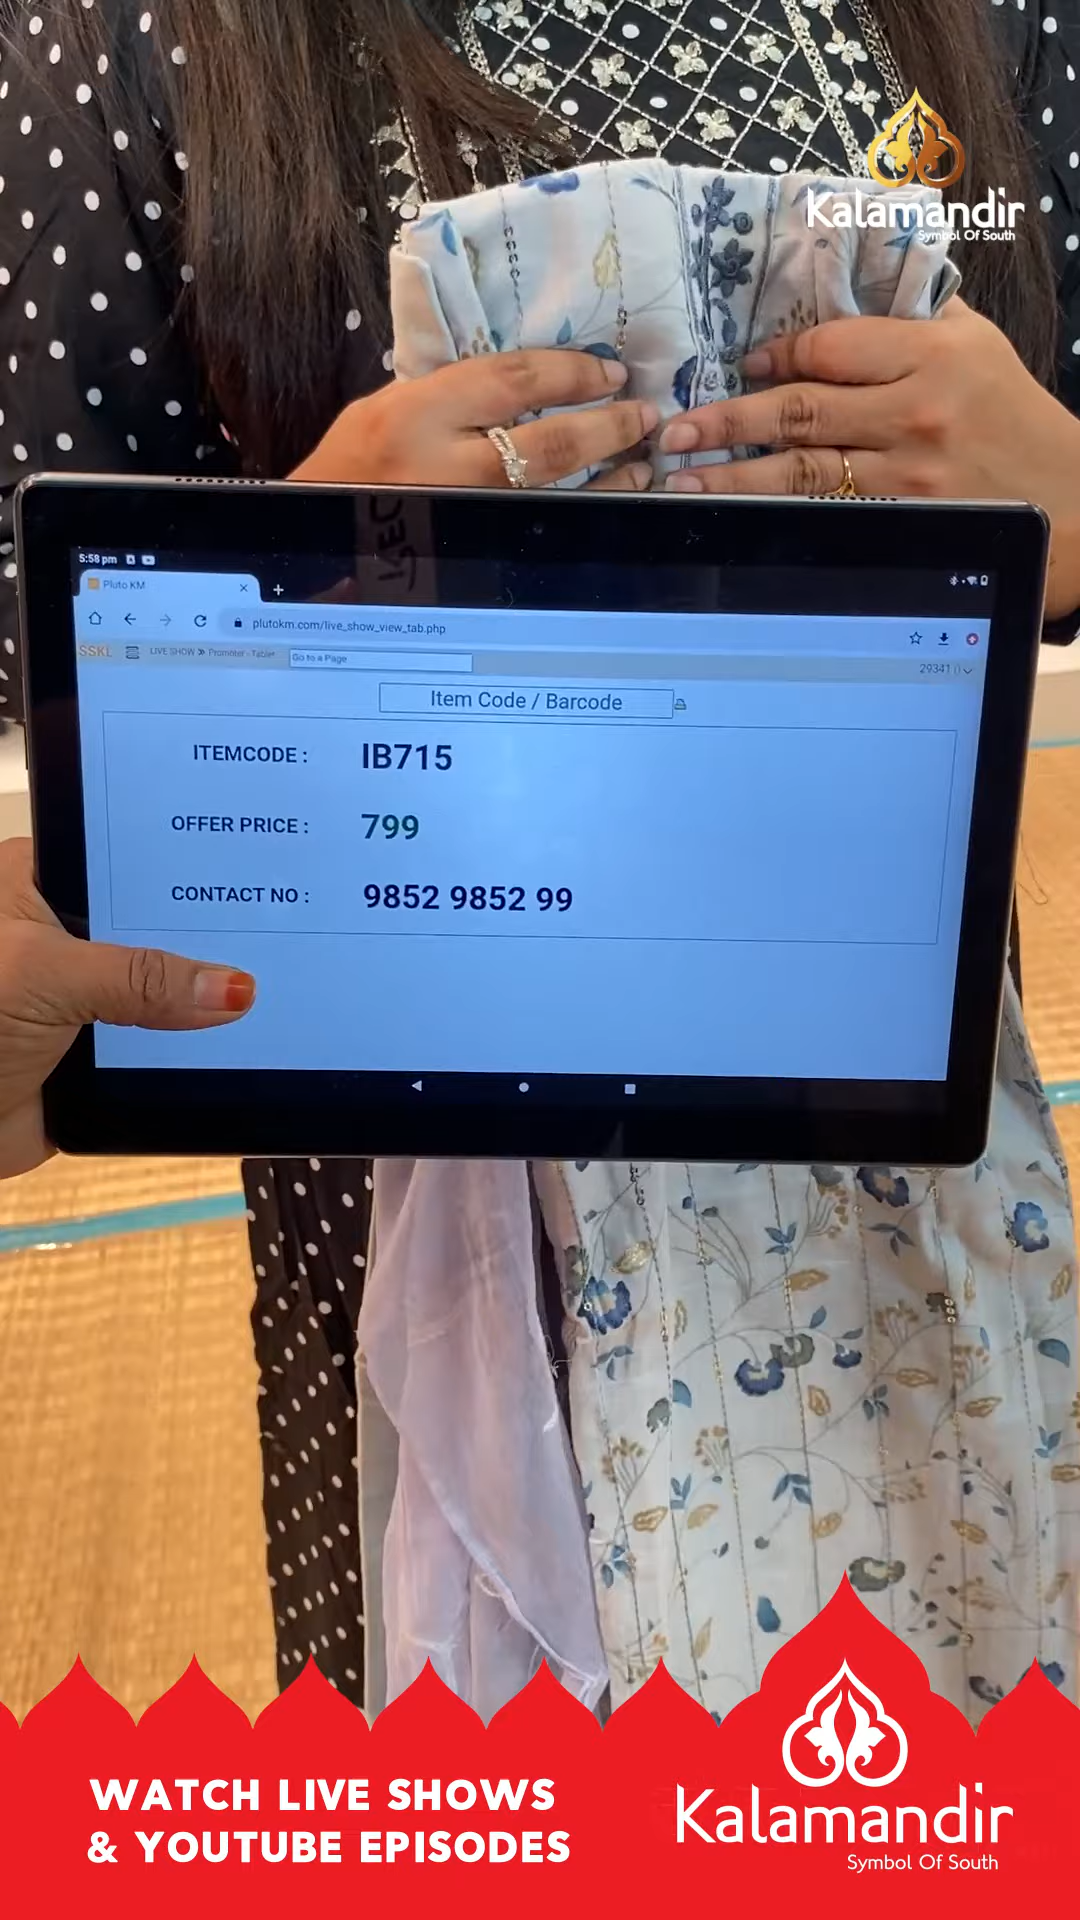 Kalamandir
Symbol Of South
5:58 pm
Pluto KM
plutokm.com/live_show_view_tab.php
SSKL LIVE SHOW >> Promoter - Tablet Go to a Page
29341
Item Code / Barcode
ITEMCODE : IB715
OFFER PRICE : 799
CONTACT NO : 9852 9852 99
WATCH LIVE SHOWS
& YOUTUBE EPISODES
Kalamandir
Symbol Of South